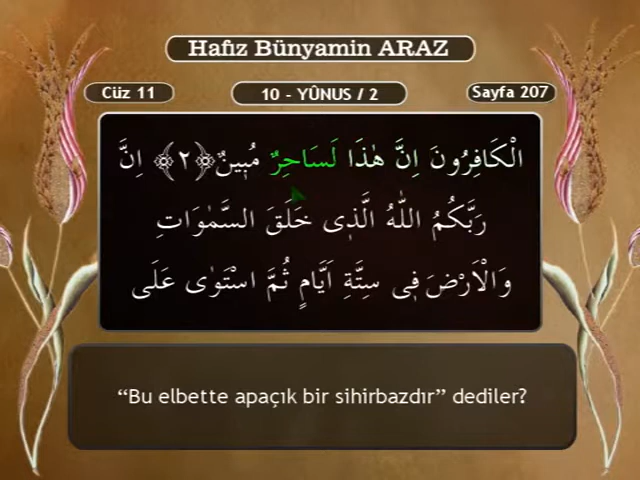 Hafız Bünyamin ARAZ
Cüz 11
10 - YÛNUS / 2
Sayfa 207
الْكَافِرُونَ اِنَّ هٰذَا لَسَاحِرٌ مُب۪ينٌ ﴿٢﴾ اِنَّ
رَبَّكُمُ اللّٰهُ الَّذ۪ى خَلَقَ السَّمٰوَاتِ
وَالْاَرْضَ ف۪ى سِتَّةِ اَيَّامٍ ثُمَّ اسْتَوٰى عَلَى
“Bu elbette apaçık bir sihirbazdır” dediler?